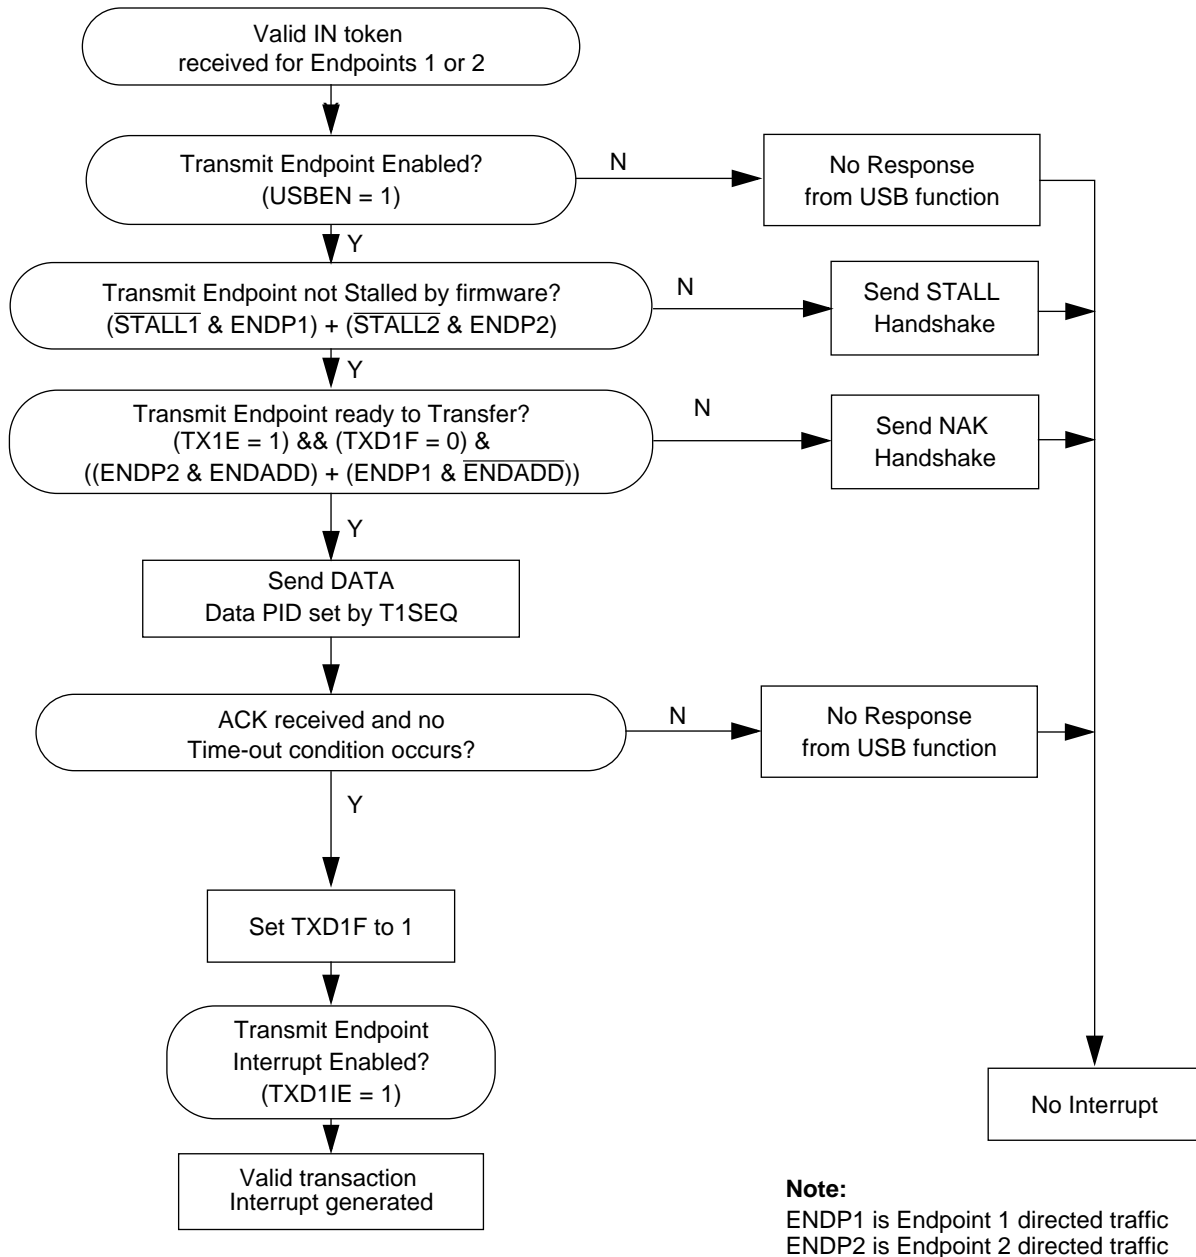 Valid IN token
received for Endpoints 1 or 2
Transmit Endpoint Enabled?
(USBEN = 1)
N
No Response
from USB function
Y
Transmit Endpoint not Stalled by firmware?
(S̅T̅A̅L̅L̅1̅ & ENDP1) + (S̅T̅A̅L̅L̅2̅ & ENDP2)
N
Send STALL
Handshake
Y
Transmit Endpoint ready to Transfer?
(TX1E = 1) && (TXD1F = 0) &
((ENDP2 & ENDADD) + (ENDP1 & E̅N̅D̅A̅D̅D̅))
N
Send NAK
Handshake
Y
Send DATA
Data PID set by T1SEQ
ACK received and no
Time-out condition occurs?
N
No Response
from USB function
Y
Set TXD1F to 1
Transmit Endpoint
Interrupt Enabled?
(TXD1IE = 1)
No Interrupt
Valid transaction
Interrupt generated
Note:
ENDP1 is Endpoint 1 directed traffic
ENDP2 is Endpoint 2 directed traffic